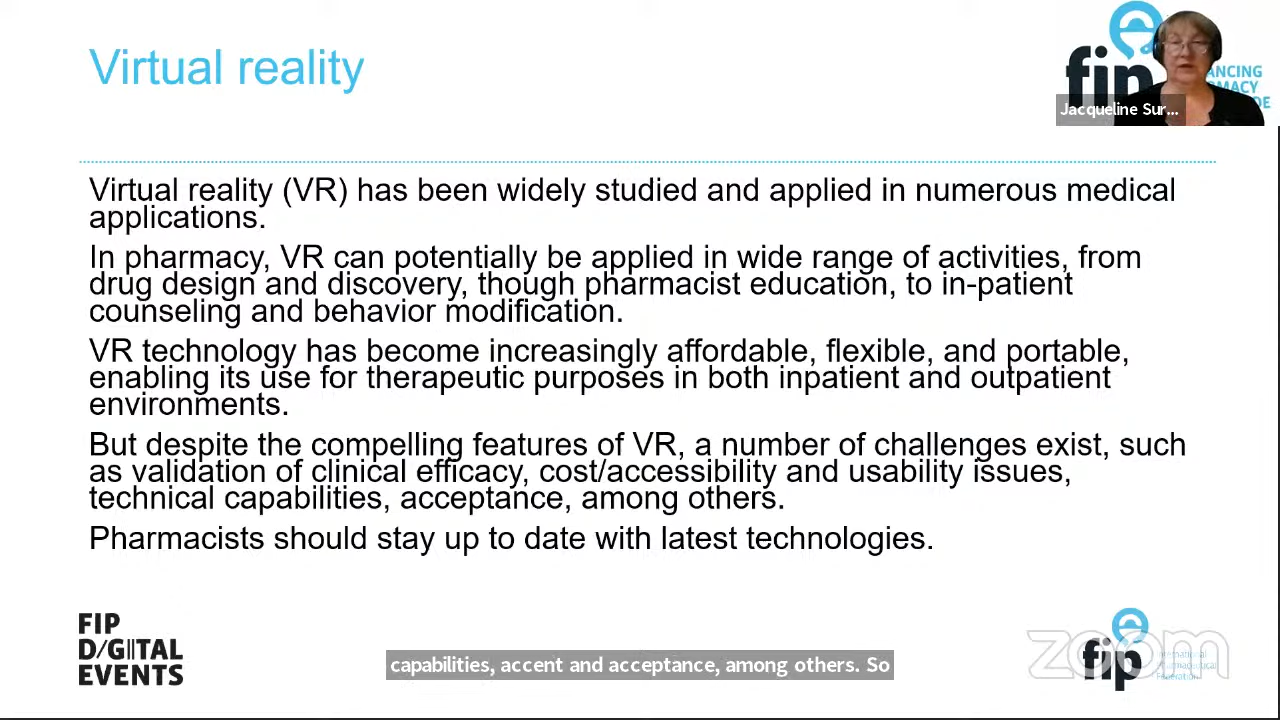 Virtual reality
fip
ANCING
MACY
DE
Jacqueline Sur...
Virtual reality (VR) has been widely studied and applied in numerous medical
applications.
In pharmacy, VR can potentially be applied in wide range of activities, from
drug design and discovery, though pharmacist education, to in-patient
counseling and behavior modification.
VR technology has become increasingly affordable, flexible, and portable,
enabling its use for therapeutic purposes in both inpatient and outpatient
environments.
But despite the compelling features of VR, a number of challenges exist, such
as validation of clinical efficacy, cost/accessibility and usability issues,
technical capabilities, acceptance, among others.
Pharmacists should stay up to date with latest technologies.
FIP
D/GITAL
EVENTS
capabilities, accent and acceptance, among others. So
zoom
fip
International
Pharmaceutical
Federation